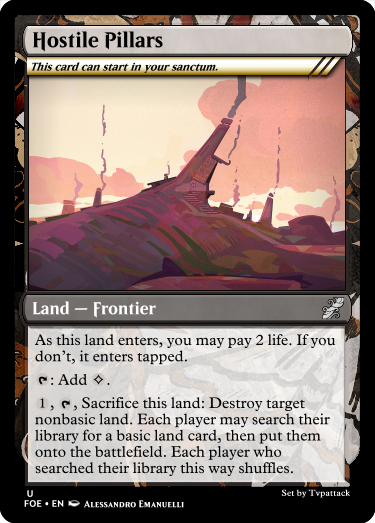 Hostile Pillars
This card can start in your sanctum.
Land — Frontier
As this land enters, you may pay 2 life. If you
don't, it enters tapped.
: Add .
1 , , Sacrifice this land: Destroy target
nonbasic land. Each player may search their
library for a basic land card, then put them
onto the battlefield. Each player who
searched their library this way shuffles.
U
Set by Tvpattack
FOE • EN Alessandro Emanuelli